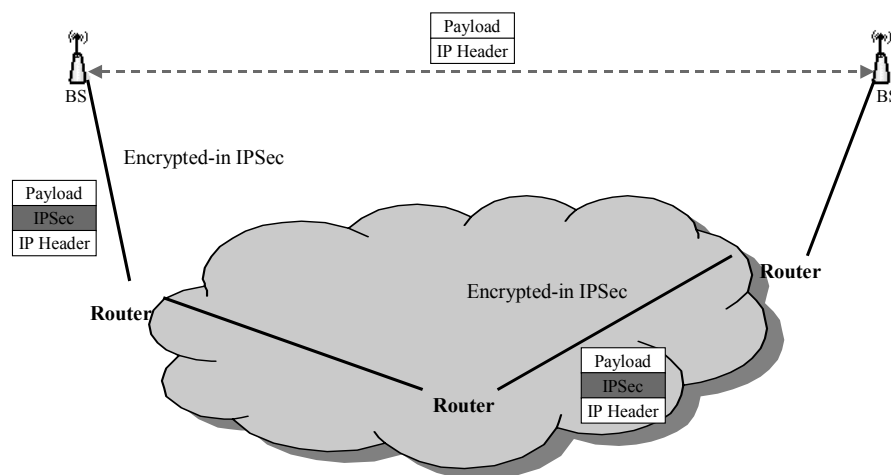 Payload
IP Header
BS
BS
Encrypted-in IPSec
Payload
IPSec
IP Header
Router
Router
Encrypted-in IPSec
Payload
IPSec
IP Header
Router